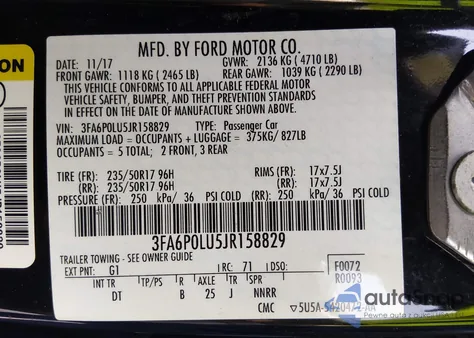 MFD. BY FORD MOTOR CO.
DATE: 11/17 GVWR: 2136 KG ( 4710 LB)
FRONT GAWR: 1118 KG ( 2465 LB) REAR GAWR: 1039 KG ( 2290 LB)
THIS VEHICLE CONFORMS TO ALL APPLICABLE FEDERAL MOTOR
VEHICLE SAFETY, BUMPER, AND THEFT PREVENTION STANDARDS
IN EFFECT ON THE DATE OF MANUFACTURE SHOWN ABOVE.
VIN: 3FA6P0LU5JR158829 TYPE: Passenger Car
MAXIMUM LOAD = OCCUPANTS + LUGGAGE = 375KG/ 827LB
OCCUPANTS = 5 TOTAL; 2 FRONT, 3 REAR
TIRE (FR): 235/50R17 96H RIMS (FR): 17x7.5J
(RR): 235/50R17 96H (RR): 17x7.5J
PRESSURE (FR): 250 kPa/ 36 PSI COLD (RR): 250 kPa/ 36 PSI COLD
3FA6P0LU5JR158829
TRAILER TOWING - SEE OWNER GUIDE
EXT PNT: G1 RC: 71 DSO: F0072
R0093
INT TR TP/PS R AXLE TR SPR
DT B 25 J NNRR
CMC
ON
autoSnap
Pewne auta z